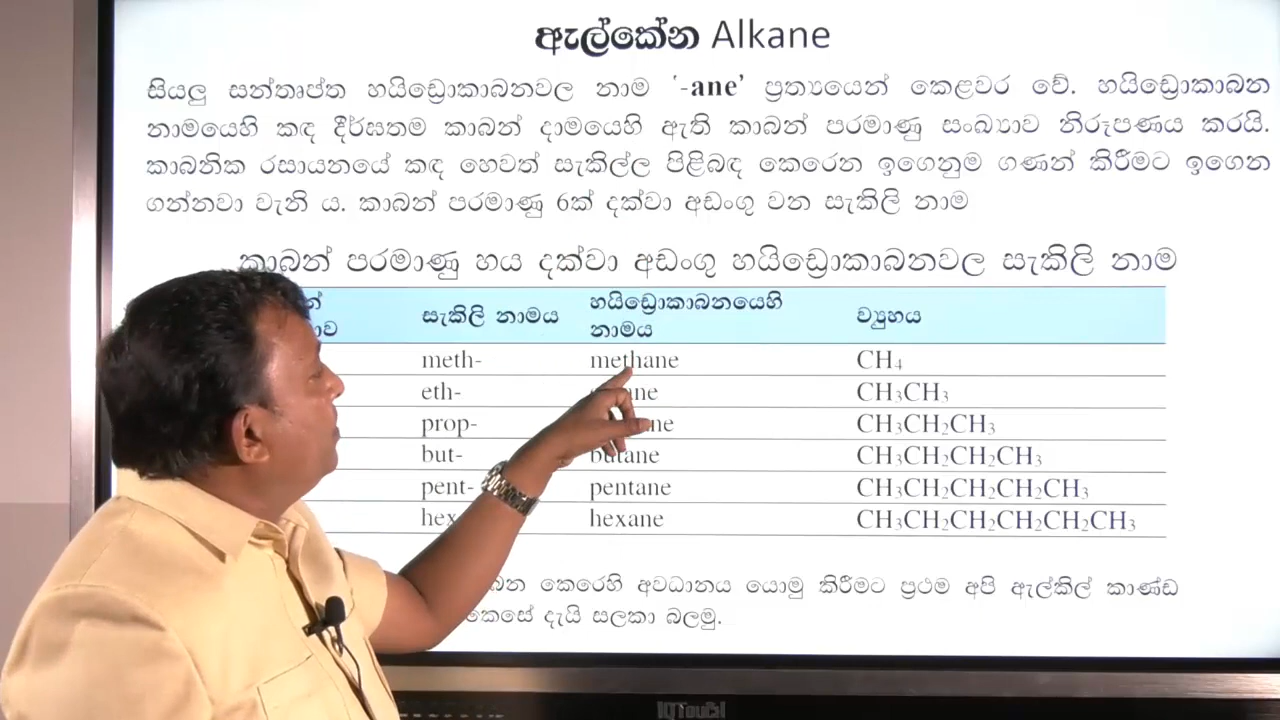 ඇල්කේන Alkane
සියලු සන්තෘප්ත හයිඩ්‍රොකාබනවල නාම ‘-ane’ ප්‍රත්‍යයෙන් කෙළවර වේ. හයිඩ්‍රොකාබන
නාමයෙහි කඳ දීර්ඝතම කාබන් දාමයෙහි ඇති කාබන් පරමාණු සංඛ්‍යාව නිරූපණය කරයි.
කාබනික රසායනයේ කඳ හෙවත් සැකිල්ල පිළිබඳ කෙරෙන ඉගෙනුම ගණන් කිරීමට ඉගෙන
ගන්නවා වැනි ය. කාබන් පරමාණු 6ක් දක්වා අඩංගු වන සැකිලි නාම
කාබන් පරමාණු හය දක්වා අඩංගු හයිඩ්‍රොකාබනවල සැකිලි නාම
සැකිලි නාමය හයිඩ්‍රොකාබනයෙහි නාමය ව්‍යුහය
meth- methane CH₄
eth- CH₃CH₃
prop- CH₃CH₂CH₃
but- butane CH₃CH₂CH₂CH₃
pent- pentane CH₃CH₂CH₂CH₂CH₃
hex hexane CH₃CH₂CH₂CH₂CH₂CH₃
කෙරෙහි අවධානය යොමු කිරීමට ප්‍රථම අපි ඇල්කිල් කාණ්ඩ
කෙසේ දැයි සලකා බලමු.
IQTouch